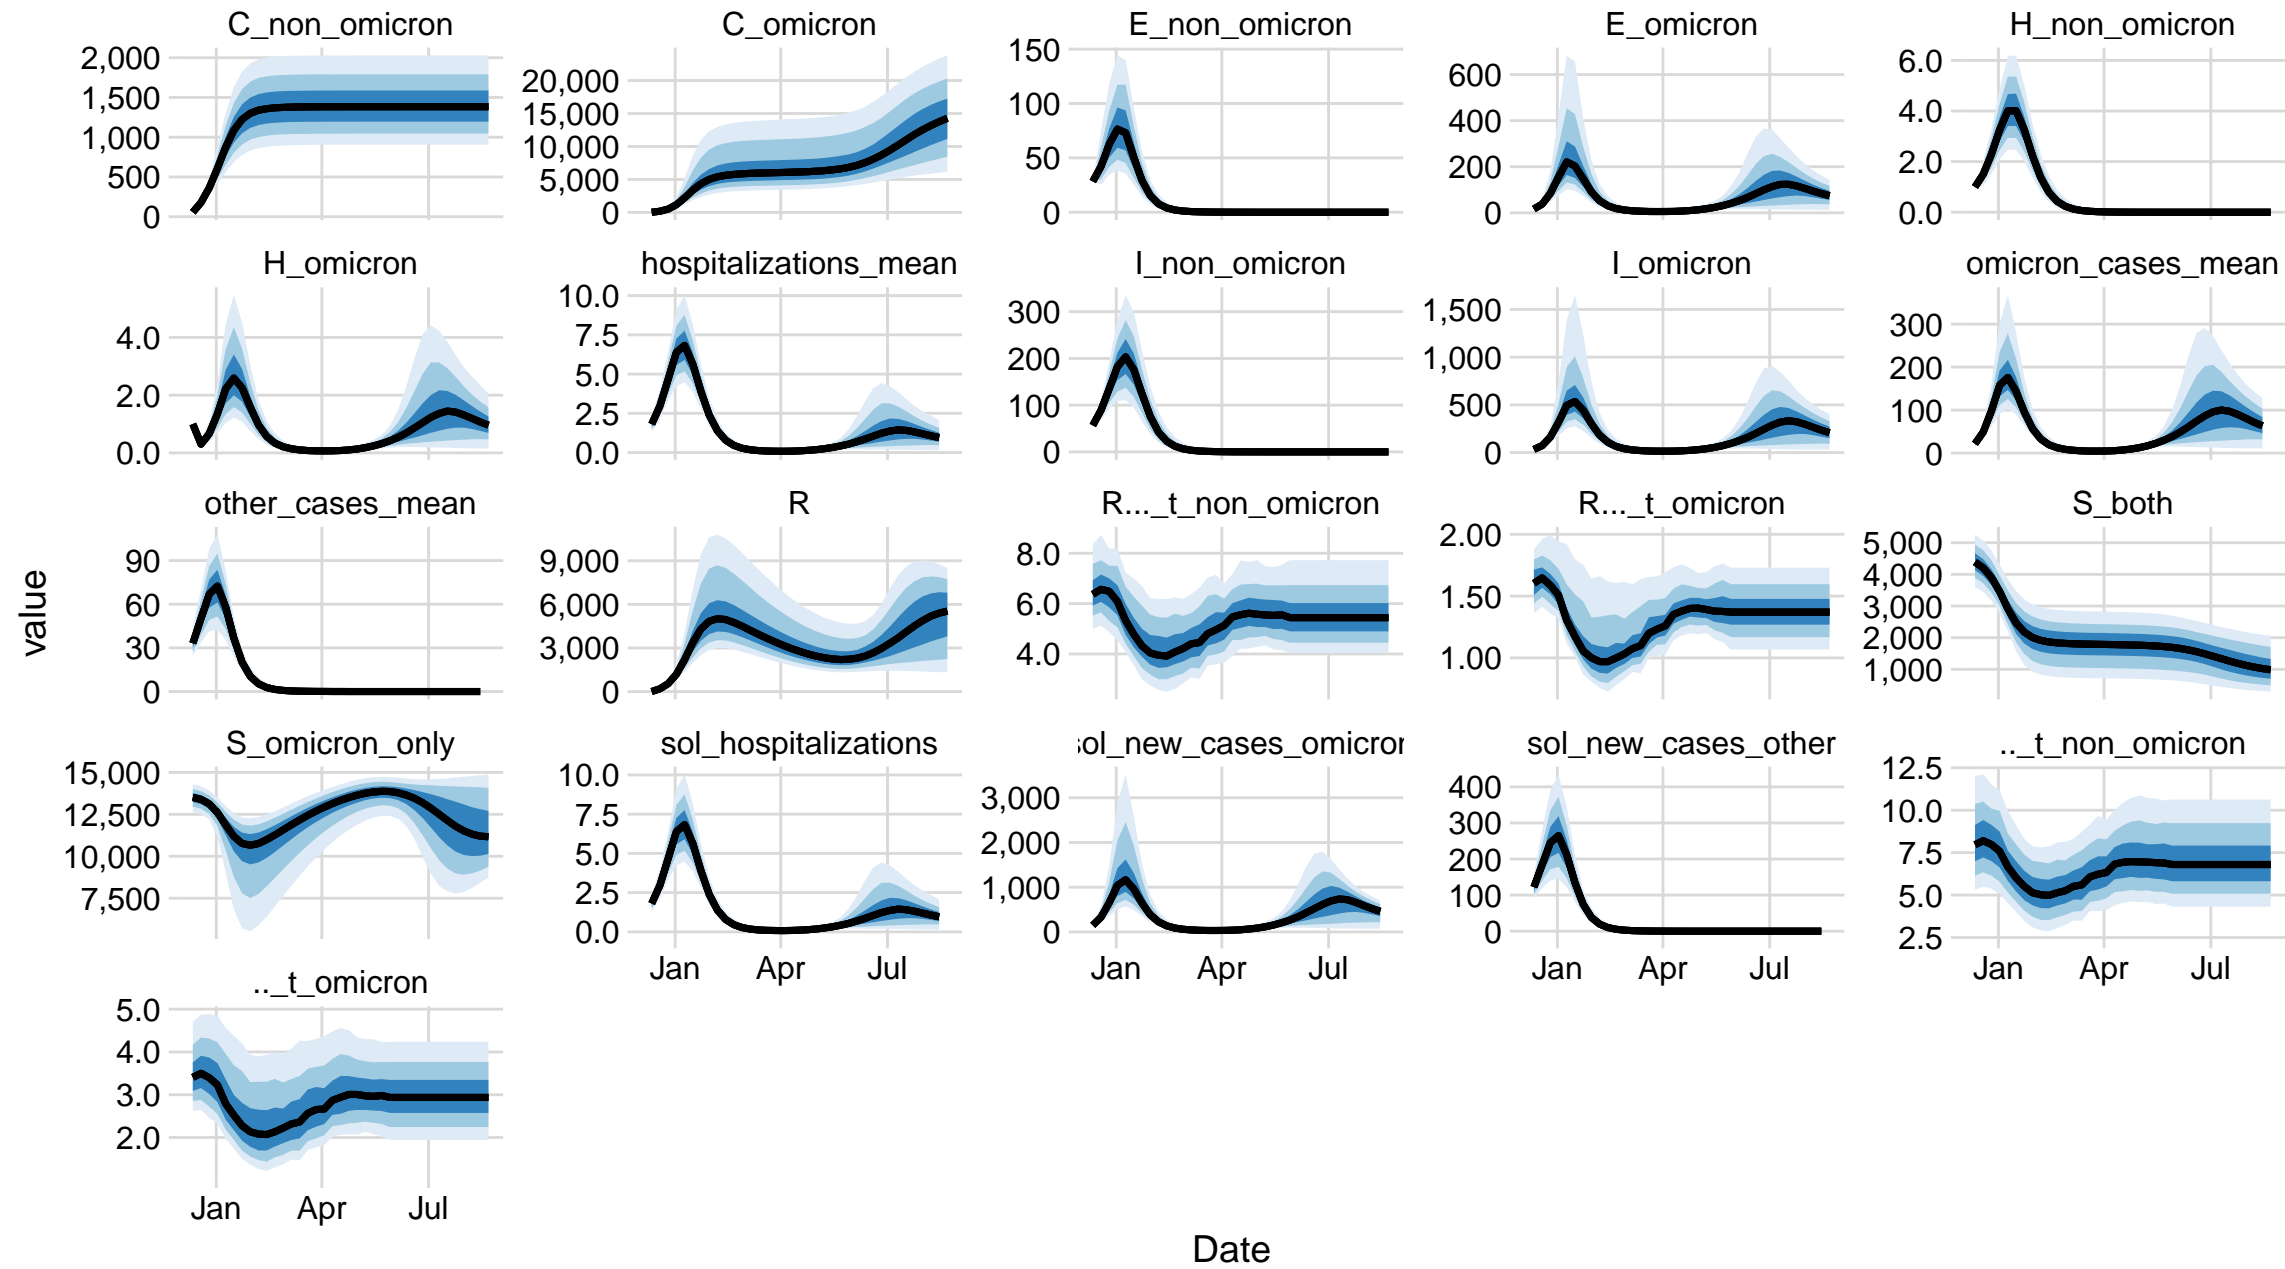 C_non_omicron C_omicron E_non_omicron E_omicron H_non_omicron
2,000 1,500 1,000 500 0
20,000 15,000 10,000 5,000 0
150 100 50 0
600 400 200 0
6.0 4.0 2.0 0.0
H_omicron hospitalizations_mean I_non_omicron I_omicron omicron_cases_mean
4.0 2.0 0.0
10.0 7.5 5.0 2.5 0.0
300 200 100 0
1,500 1,000 500 0
300 200 100 0
other_cases_mean R R..._t_non_omicron R..._t_omicron S_both
90 60 30 0
9,000 6,000 3,000 0
8.0 6.0 4.0
2.00 1.50 1.00
5,000 4,000 3,000 2,000 1,000
value
S_omicron_only sol_hospitalizations sol_new_cases_omicron sol_new_cases_other .._t_non_omicron
15,000 12,500 10,000 7,500
10.0 7.5 5.0 2.5 0.0
3,000 2,000 1,000 0
400 300 200 100 0
12.5 10.0 7.5 5.0 2.5
Jan Apr Jul Jan Apr Jul Jan Apr Jul Jan Apr Jul
.._t_omicron
5.0 4.0 3.0 2.0
Jan Apr Jul
Date